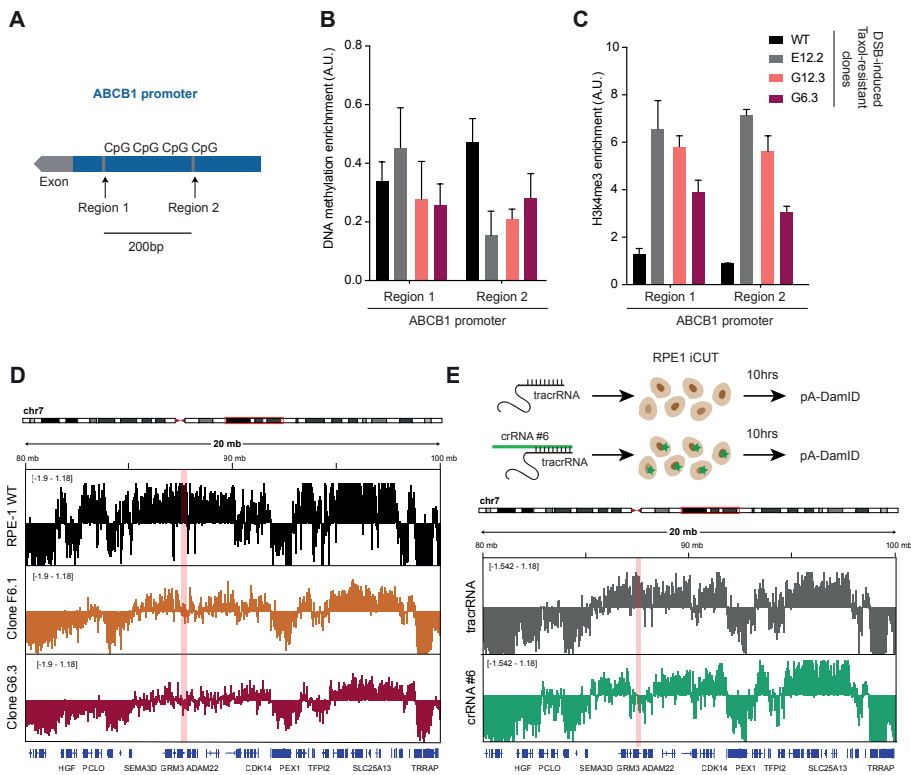 A
ABCB1 promoter
CpG CpG CpG CpG
Exon
Region 1
Region 2
200bp
B
DNA methylation enrichnment (A.U.)
0.8
0.6
0.4
0.2
0.0
Region 1
Region 2
ABCB1 promoter
C
H3k4me3 enrichment (A.U.)
10
8
6
4
2
0
Region 1
Region 2
ABCB1 promoter
WT
E12.2
G12.3
G6.3
DSB-induced
Taxol-resistant
clones
D
chr7
20 mb
80 mb
90 mb
100 mb
[-1.9 - 1.18]
RPE-1 WT
[-1.9 - 1.18]
Clone F6.1
[-1.9 - 1.18]
Clone G6.3
HGF
PCLO
SEMA3D
GRM3
ADAM22
CDK14
PEX1
TFPI2
SLC25A13
TRRAP
E
RPE1 iCUT
tracrRNA
10hrs
pA-DamID
crRNA #6
tracrRNA
10hrs
pA-DamID
chr7
20 mb
80 mb
90 mb
100 mb
[-1.542 - 1.18]
tracrRNA
[-1.542 - 1.18]
crRNA #6
HGF
PCLO
SEMA3D
GRM3
ADAM22
CDK14
PEX1
TFPI2
SLC25A13
TRRAP